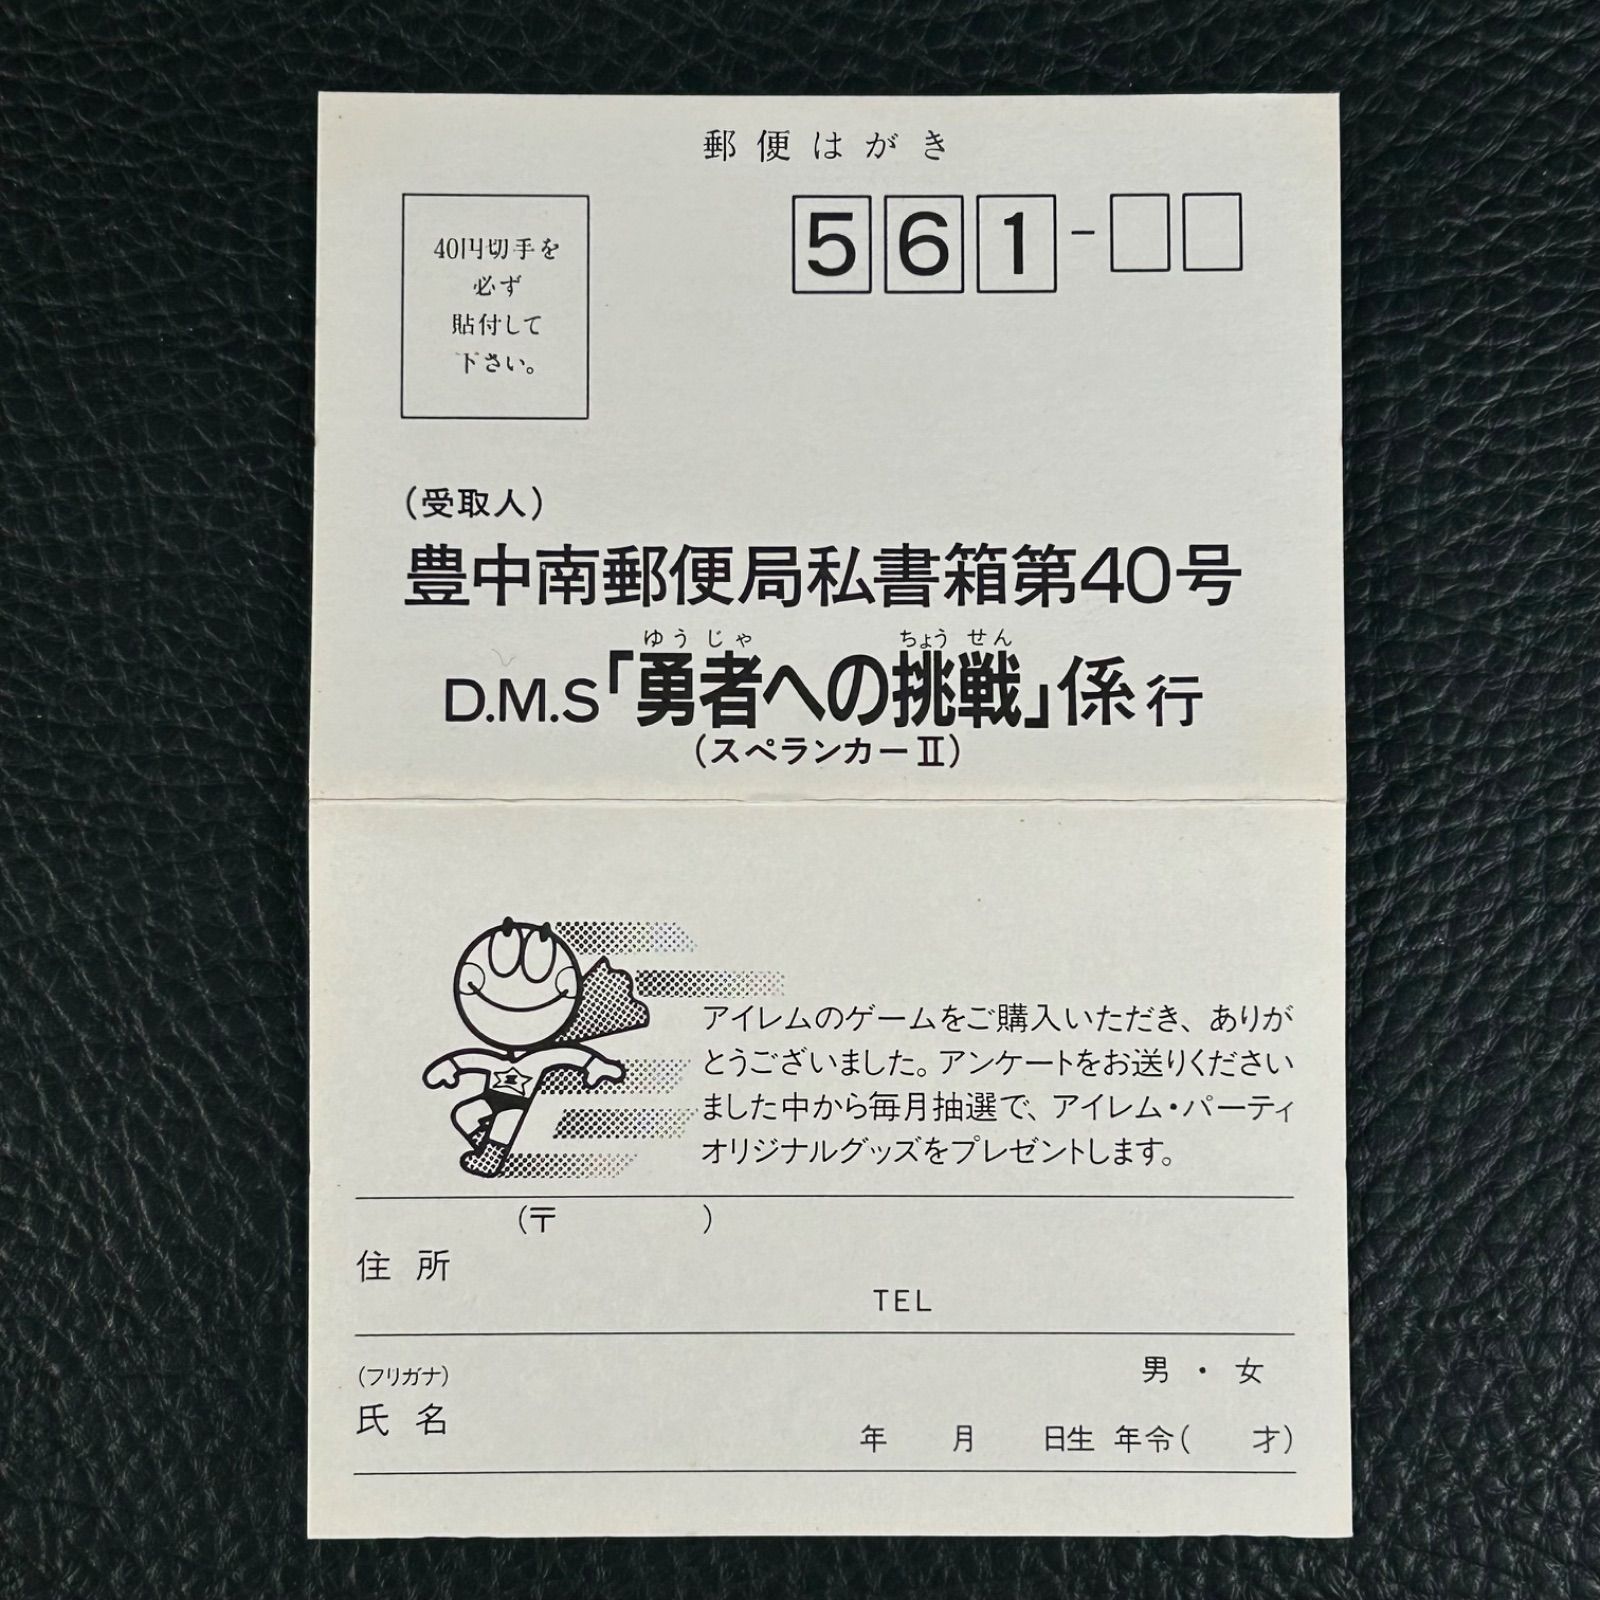 郵便はがき
40円切手を
必ず
貼付して
下さい。
561-
(受取人)
豊中南郵便局私書箱第40号
ゆうじゃ ちょうせん
D.M.S「勇者への挑戦」係行
(スペランカーⅡ)
アイレムのゲームをご購入いただき、ありが
とうございました。アンケートをお送りください
ました中から毎月抽選で、アイレム・パーティ
オリジナルグッズをプレゼントします。
(〒 )
住所
TEL
(フリガナ)
男・女
氏名
年 月 日生 年令( 才)